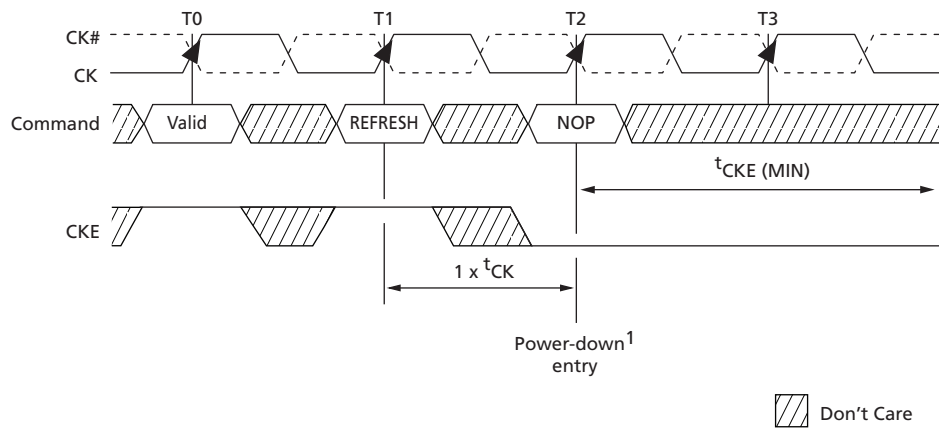 T0 T1 T2 T3
CK#
CK
Command Valid REFRESH NOP
tCKE (MIN)
CKE
1 x tCK
Power-down1
entry
Don't Care